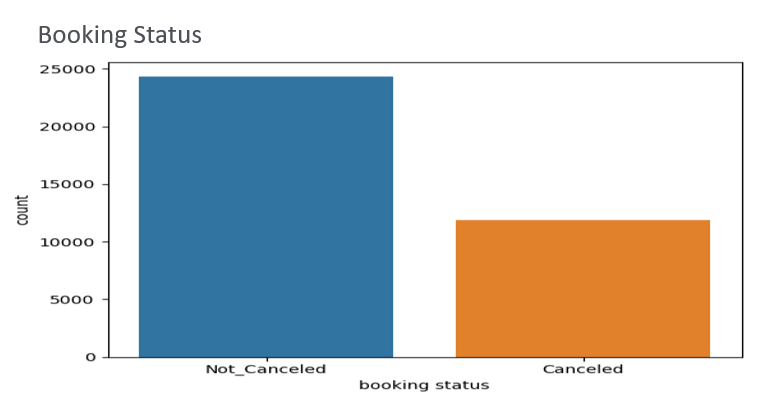 Booking Status
25000
20000
15000
10000
5000
0
count
Not_Canceled Canceled
booking status